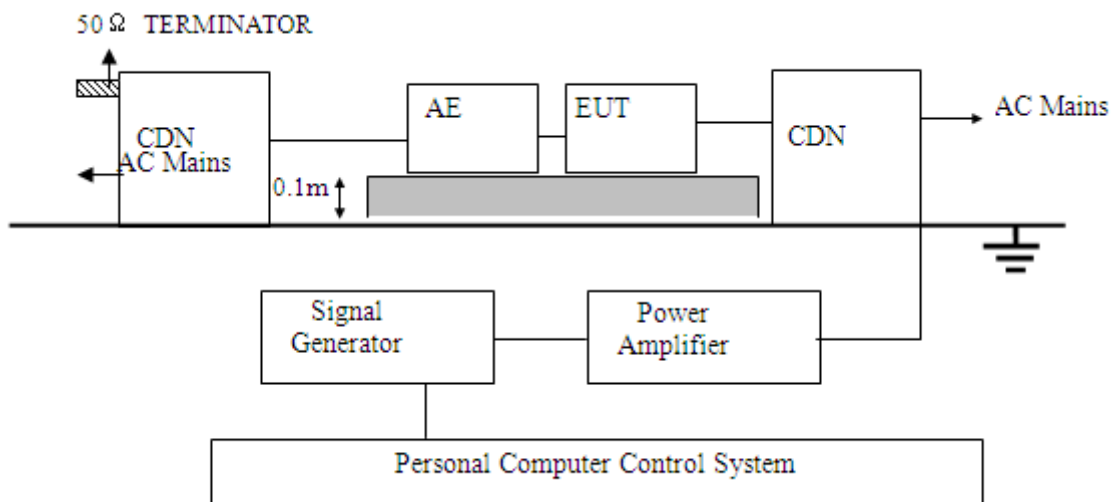 50 Ω TERMINATOR
AE
EUT
CDN
AC Mains
CDN
AC Mains
0.1m
Signal
Generator
Power
Amplifier
Personal Computer Control System